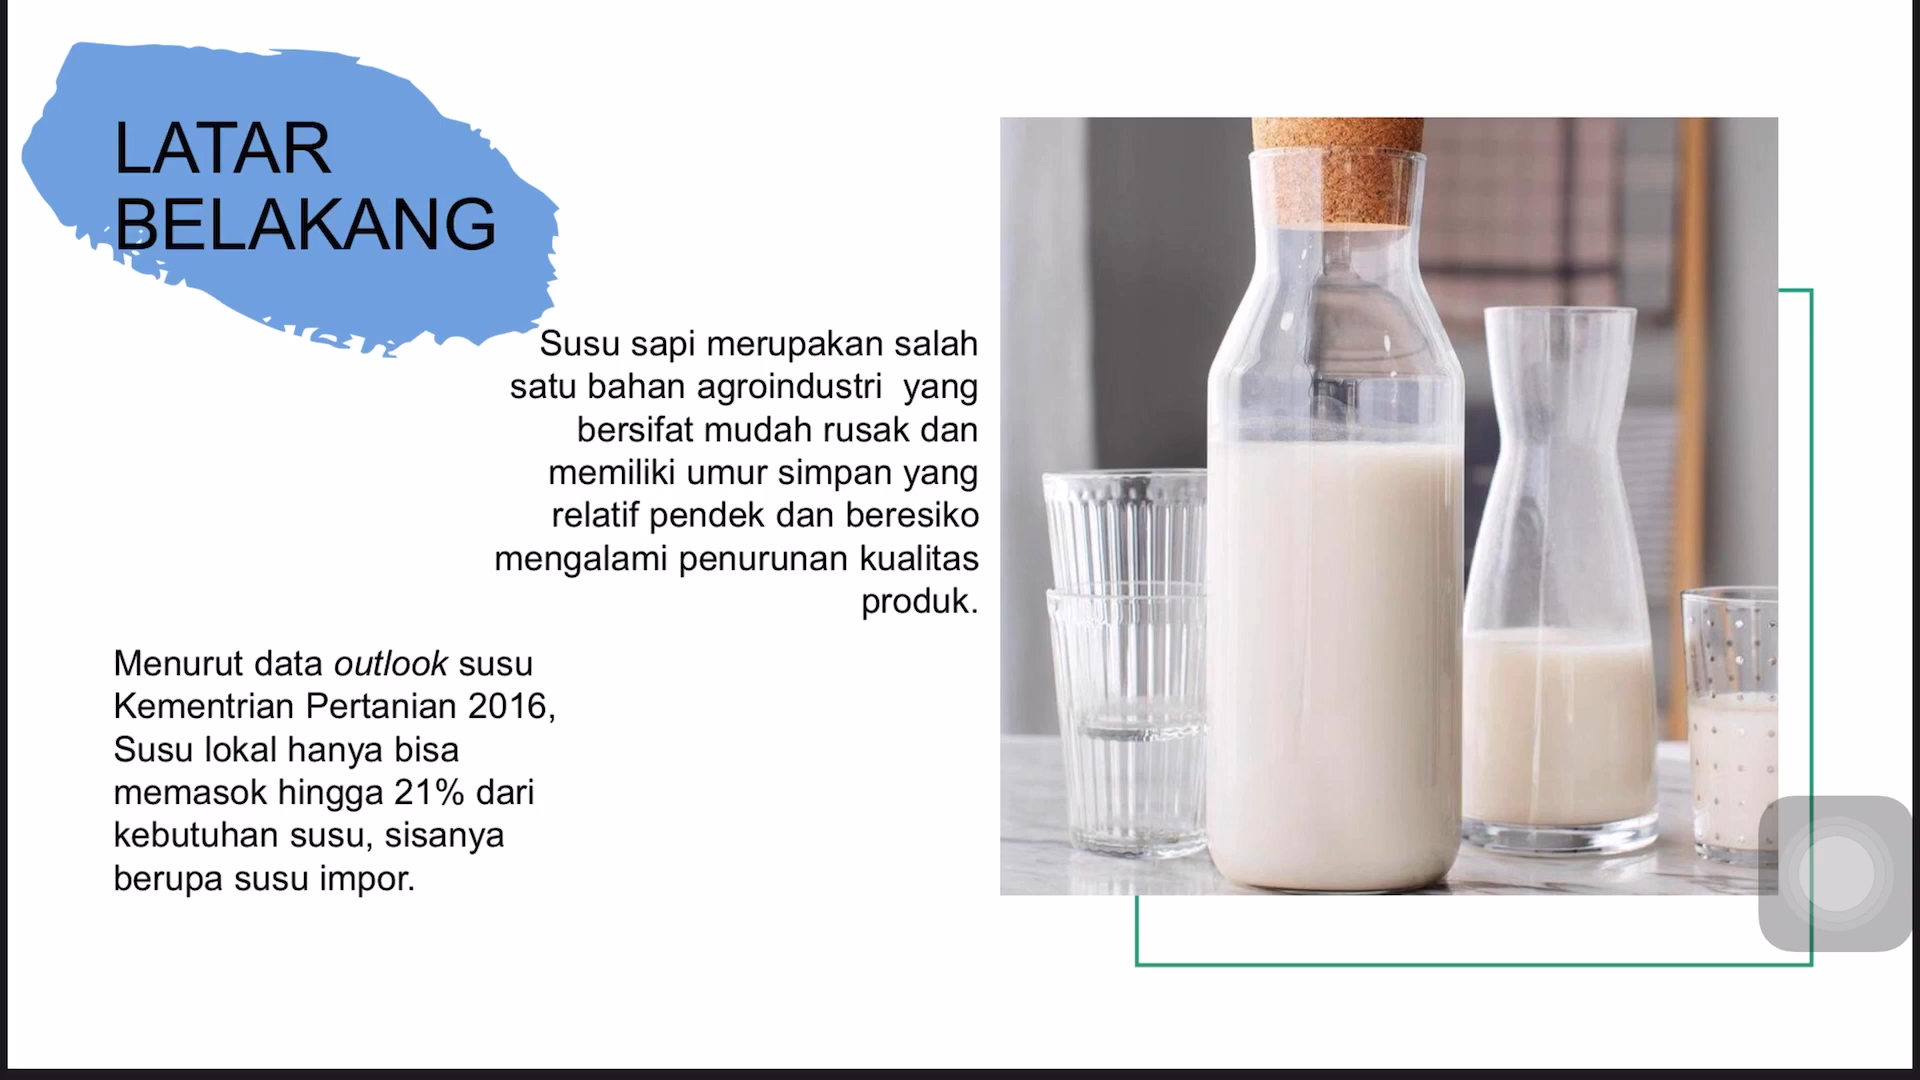 LATAR
BELAKANG
Susu sapi merupakan salah
satu bahan agroindustri  yang
bersifat mudah rusak dan
memiliki umur simpan yang
relatif pendek dan beresiko
mengalami penurunan kualitas
produk.
Menurut data outlook susu
Kementrian Pertanian 2016,
Susu lokal hanya bisa
memasok hingga 21% dari
kebutuhan susu, sisanya
berupa susu impor.